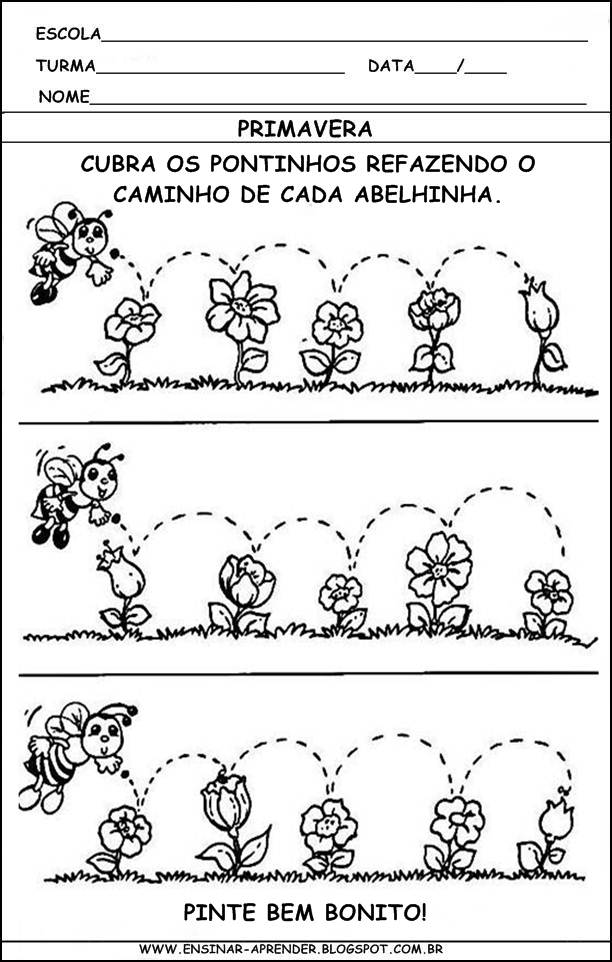 ESCOLA
TURMA DATA /
NOME
PRIMAVERA
CUBRA OS PONTINHOS REFAZENDO O
CAMINHO DE CADA ABELHINHA.
PINTE BEM BONITO!
WWW.ENSINAR-APRENDER.BLOGSPOT.COM.BR